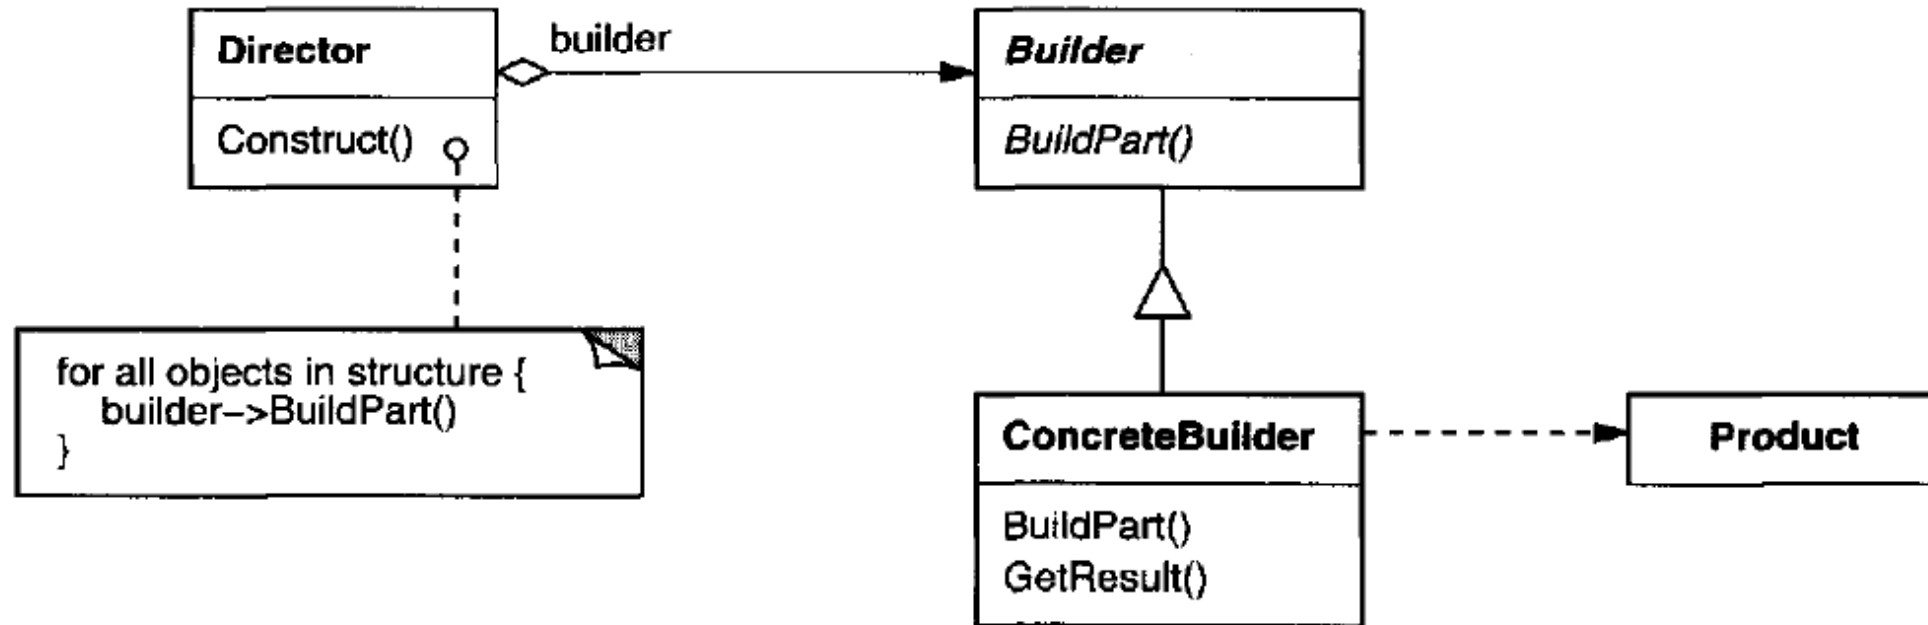 Director
builder
Builder
Construct()
BuildPart()
for all objects in structure {
builder–>BuildPart()
}
ConcreteBuilder
Product
BuildPart()
GetResult()